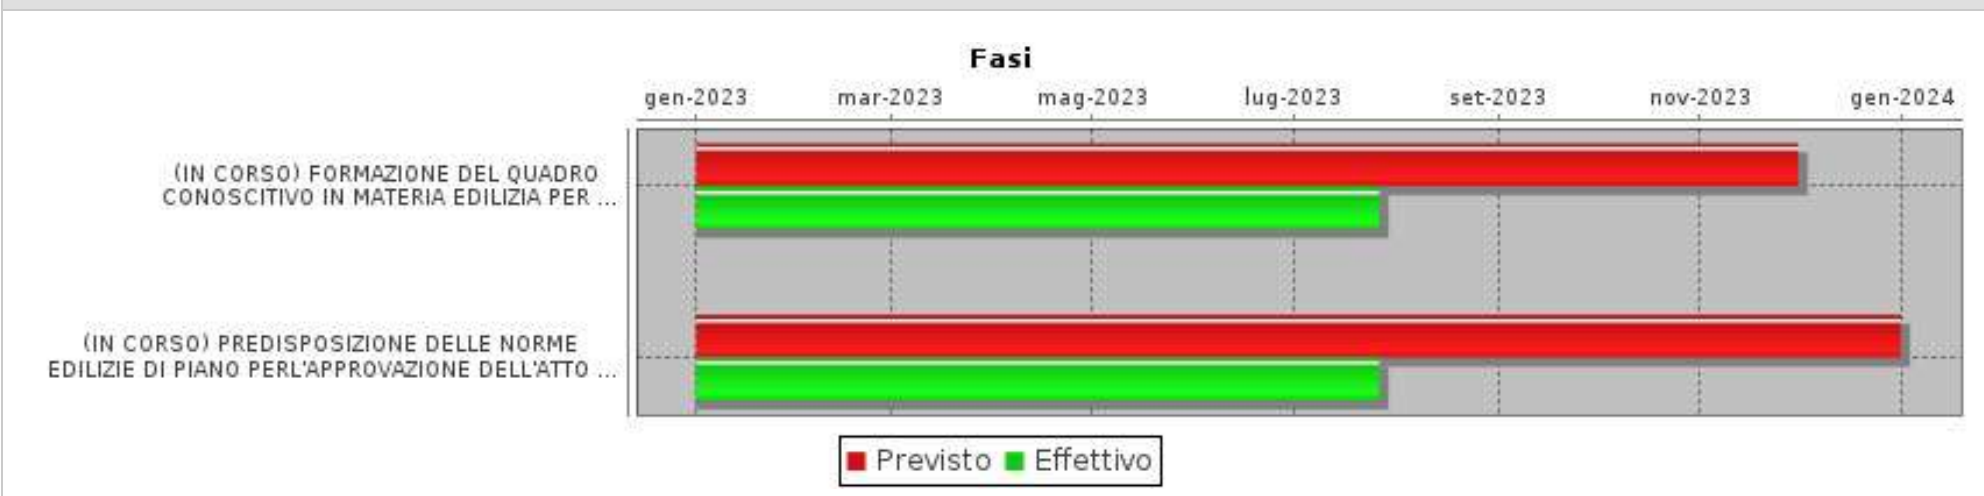 Fasi
gen-2023 mar-2023 mag-2023 lug-2023 set-2023 nov-2023 gen-2024
(IN CORSO) FORMAZIONE DEL QUADRO
CONOSCITIVO IN MATERIA EDILIZIA PER ...
(IN CORSO) PREDISPOSIZIONE DELLE NORME
EDILIZIE DI PIANO PERL'APPROVAZIONE DELL'ATTO ...
Previsto Effettivo